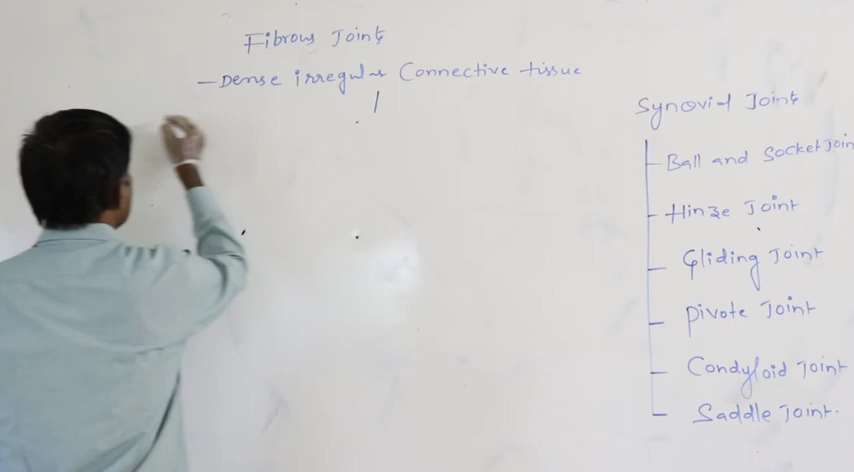 Fibrous Joints
- Dense irregular Connective tissue
Synovial Joints
Ball and Socket Join
Hinge Joint
Gliding Joint
Pivote Joint
Condyloid Joint
Saddle Joint.